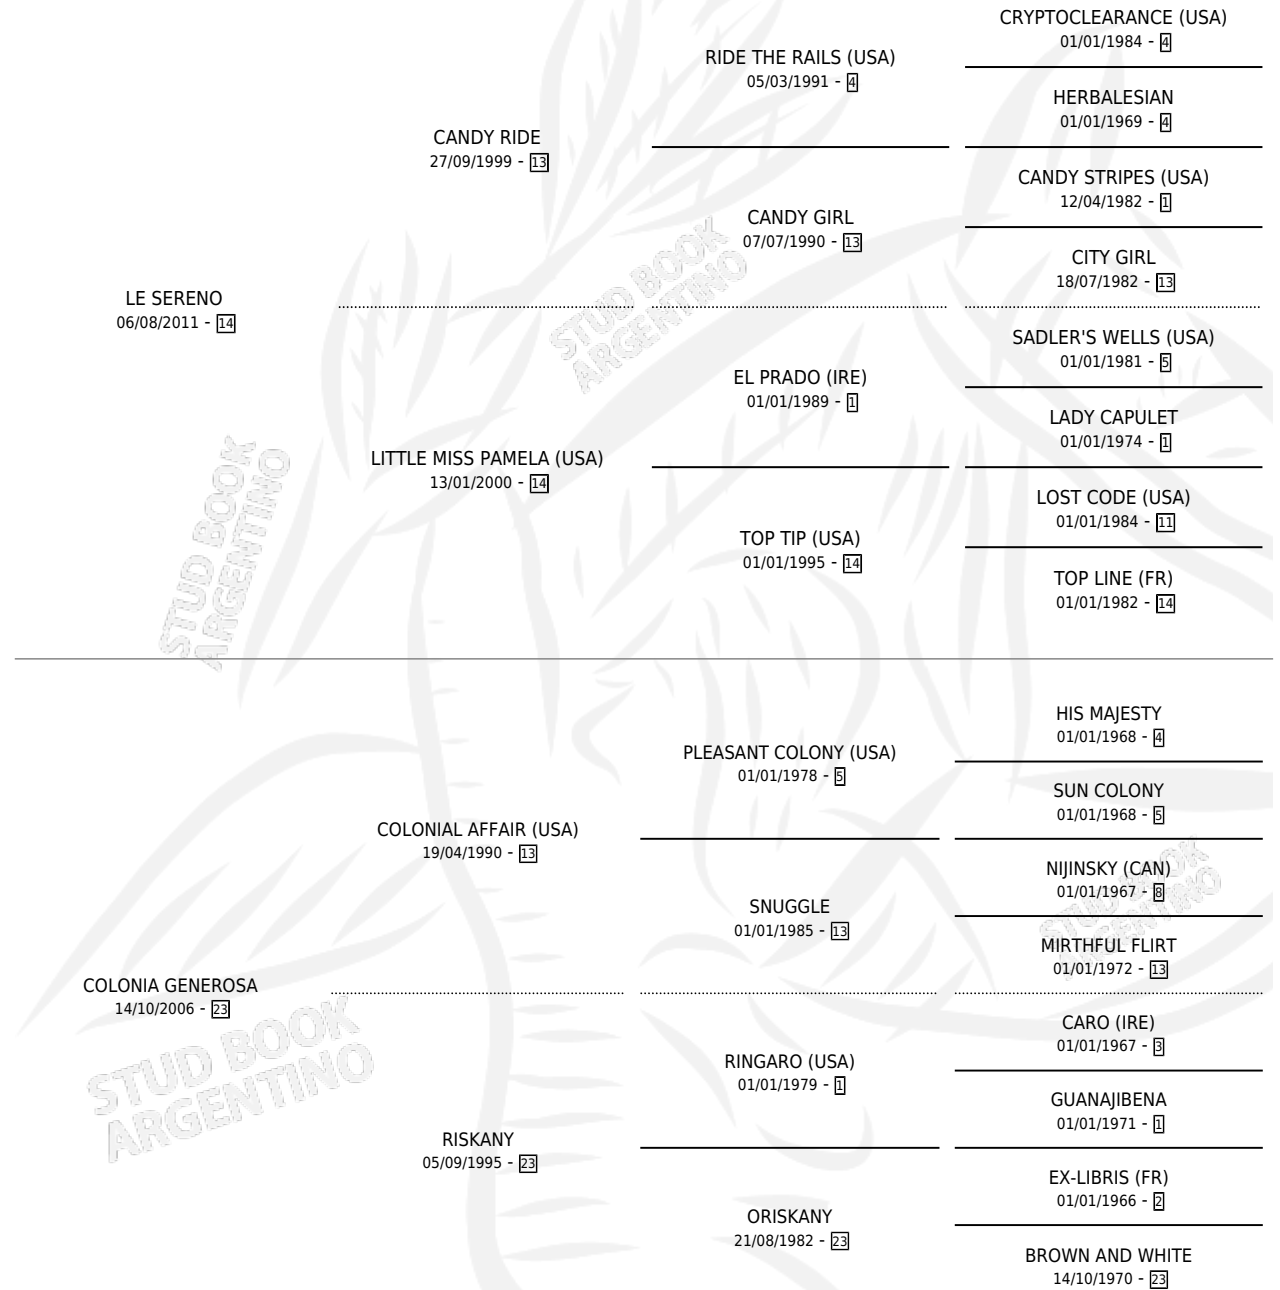 CRYPTOCLEARANCE (USA)
01/01/1984 - 4
RIDE THE RAILS (USA)
05/03/1991 - 4
HERBALESIAN
01/01/1969 - 4
CANDY RIDE
27/09/1999 - 13
CANDY STRIPES (USA)
12/04/1982 - 1
CANDY GIRL
07/07/1990 - 13
CITY GIRL
18/07/1982 - 13
LE SERENO
06/08/2011 - 14
STUD BOOK
ARGENTINO
SADLER'S WELLS (USA)
01/01/1981 - 5
EL PRADO (IRE)
01/01/1989 - 1
LADY CAPULET
01/01/1974 - 1
LITTLE MISS PAMELA (USA)
13/01/2000 - 14
LOST CODE (USA)
01/01/1984 - 11
TOP TIP (USA)
01/01/1995 - 14
TOP LINE (FR)
01/01/1982 - 14
STUD BOOK
ARGENTINO
HIS MAJESTY
01/01/1968 - 4
PLEASANT COLONY (USA)
01/01/1978 - 5
SUN COLONY
01/01/1968 - 5
COLONIAL AFFAIR (USA)
19/04/1990 - 13
NIJINSKY (CAN)
01/01/1967 - 8
SNUGGLE
01/01/1985 - 13
STUD BOOK
ARGENTINO
MIRTHFUL FLIRT
01/01/1972 - 13
COLONIA GENEROSA
14/10/2006 - 23
STUD BOOK
ARGENTINO
CARO (IRE)
01/01/1967 - 3
RINGARO (USA)
01/01/1979 - 1
GUANAJIBENA
01/01/1971 - 1
RISKANY
05/09/1995 - 23
EX-LIBRIS (FR)
01/01/1966 - 2
ORISKANY
21/08/1982 - 23
BROWN AND WHITE
14/10/1970 - 23